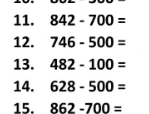 11. 842 - 700 =
12. 746 - 500 =
13. 482 - 100 =
14. 628 - 500 =
15. 862 -700 =